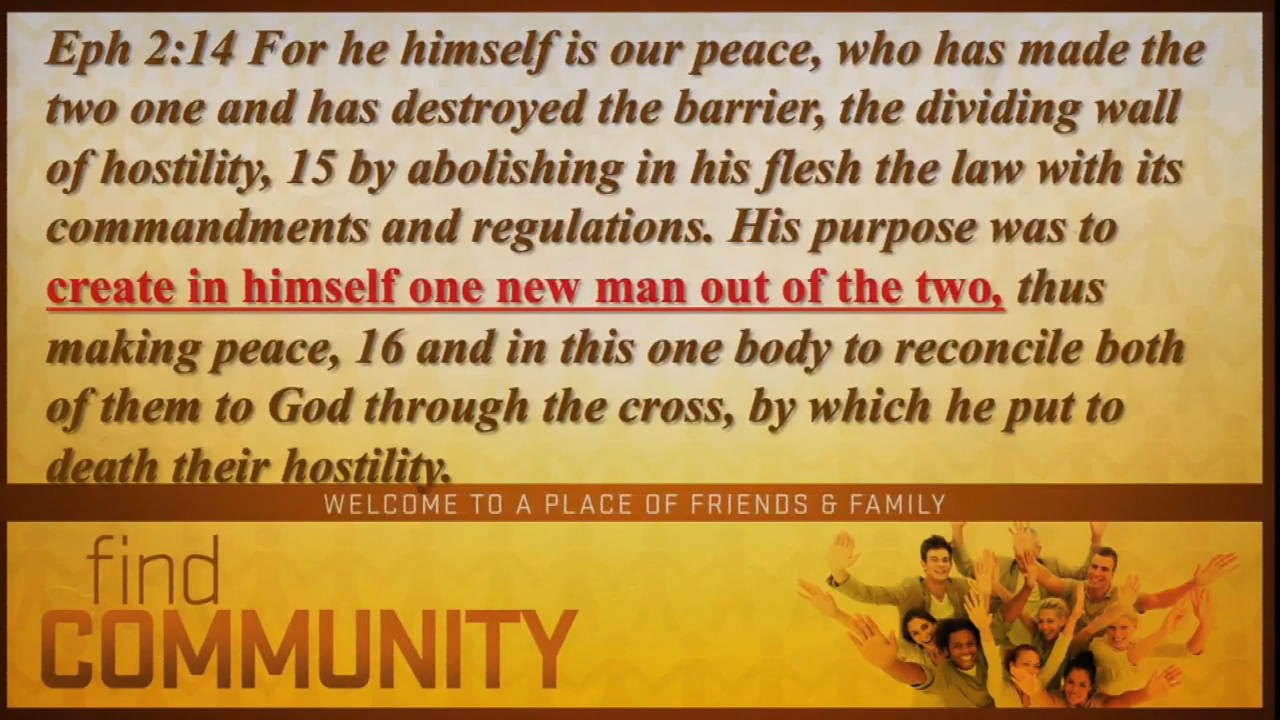 Eph 2:14 For he himself is our peace, who has made the
two one and has destroyed the barrier, the dividing wall
of hostility, 15 by abolishing in his flesh the law with its
commandments and regulations. His purpose was to
create in himself one new man out of the two, thus
making peace, 16 and in this one body to reconcile both
of them to God through the cross, by which he put to
death their hostility.
WELCOME TO A PLACE OF FRIENDS & FAMILY
find
COMMUNITY